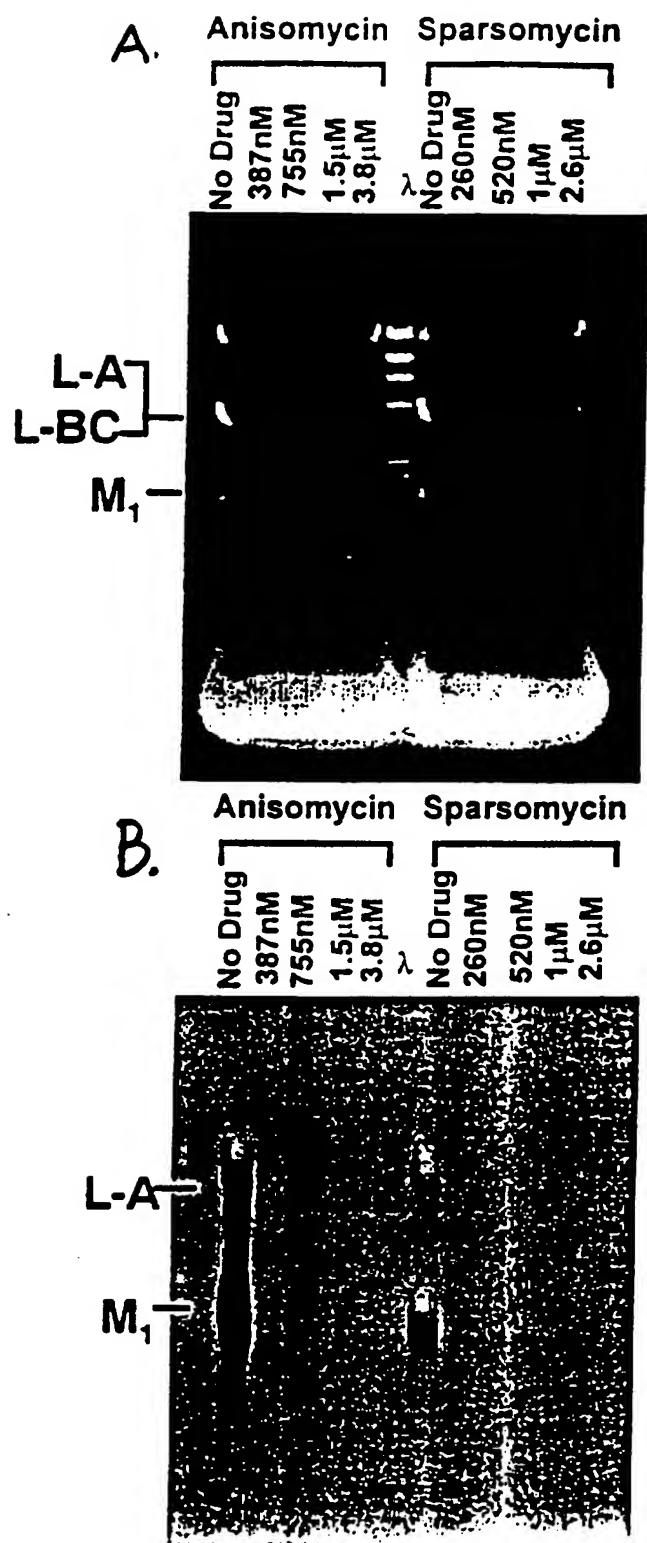 A.
Anisomycin Sparsomycin
No Drug
387nM
755nM
1.5μM
3.8μM
λ
No Drug
260nM
520nM
1μM
2.6μM
L-A
L-BC
M₁
B.
Anisomycin Sparsomycin
No Drug
387nM
755nM
1.5μM
3.8μM
λ
No Drug
260nM
520nM
1μM
2.6μM
L-A
M₁